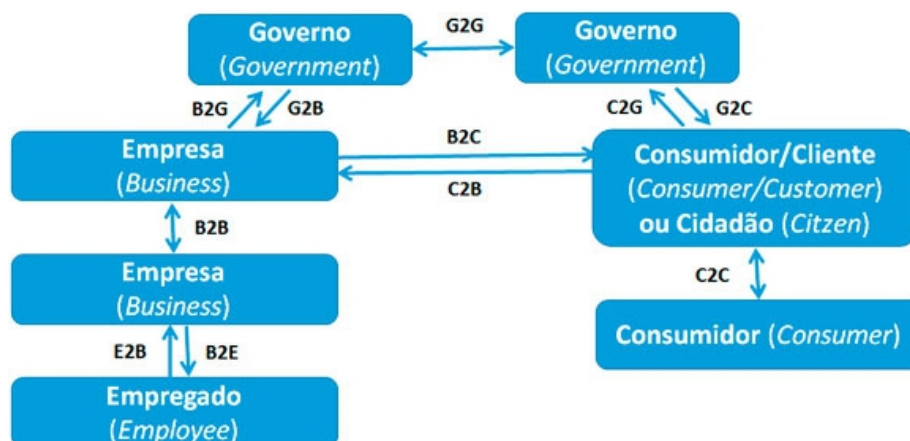 Governo
(Government)
G2G
Governo
(Government)
B2G
G2B
C2G
G2C
Empresa
(Business)
B2C
C2B
Consumidor/Cliente
(Consumer/Customer)
ou Cidadão (Citzen)
B2B
C2C
Empresa
(Business)
Consumidor (Consumer)
E2B
B2E
Empregado
(Employee)